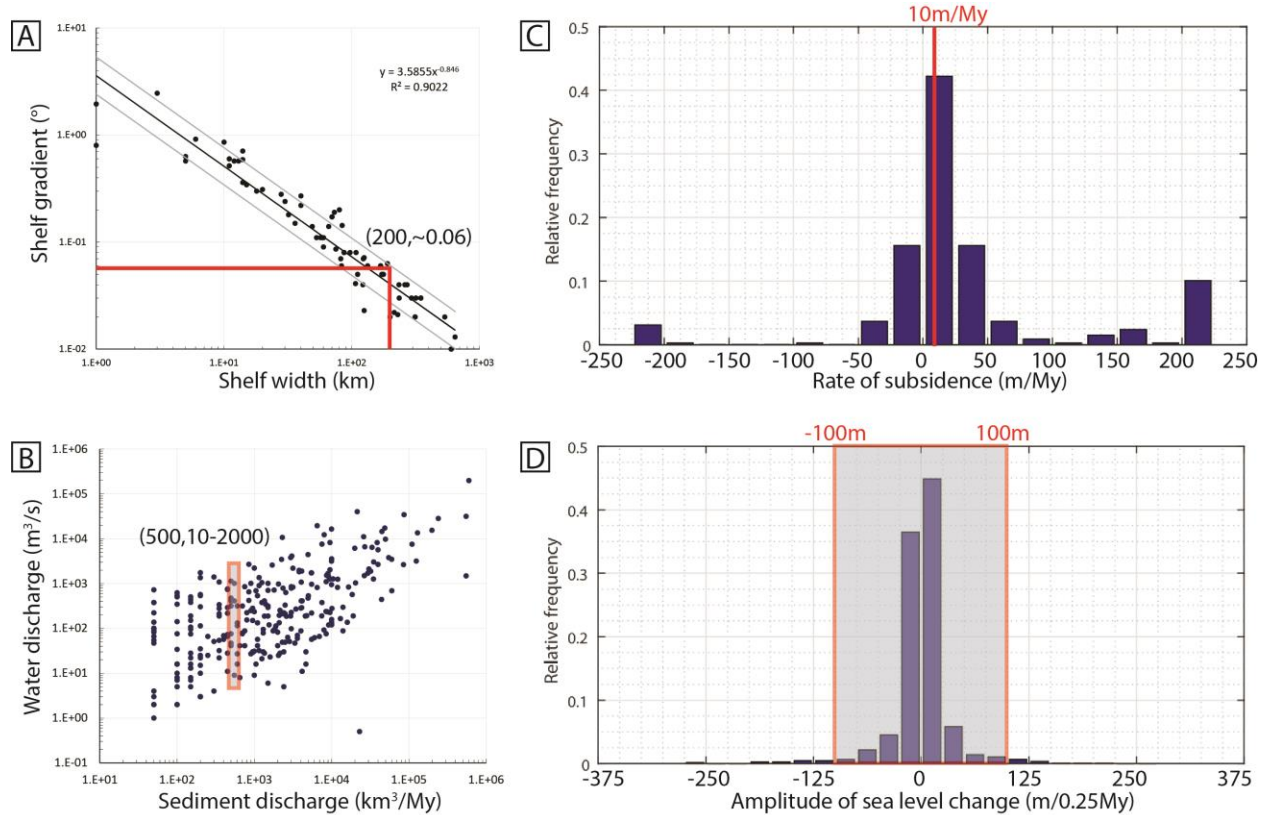 A
1.E+01
1.E+00
1.E-01
1.E-02
Shelf gradient (°)
y = 3.5855x^-0.846
R² = 0.9022
(200,~0.06)
1.E+00
1.E+01
1.E+02
1.E+03
Shelf width (km)
C
10m/My
0.5
0.4
0.3
0.2
0.1
0
Relative frequency
-250
-200
-150
-100
-50
0
50
100
150
200
250
Rate of subsidence (m/My)
B
1.E+06
1.E+05
1.E+04
1.E+03
1.E+02
1.E+01
1.E+00
1.E-01
Water discharge (m³/s)
(500,10-2000)
1.E+01
1.E+02
1.E+03
1.E+04
1.E+05
1.E+06
Sediment discharge (km³/My)
D
-100m
100m
0.5
0.4
0.3
0.2
0.1
0
Relative frequency
-375
-250
-125
0
125
250
375
Amplitude of sea level change (m/0.25My)